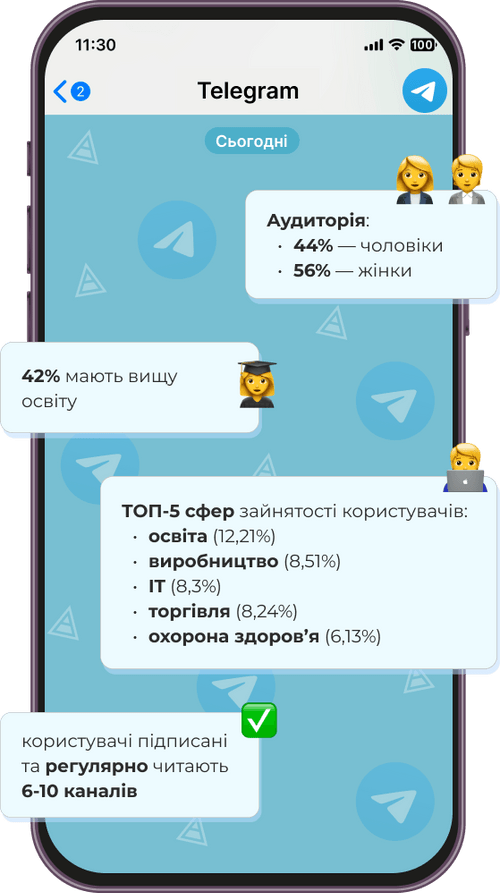 11:30
100
2
Telegram
Сьогодні
Аудиторія:
• 44% — чоловіки
• 56% — жінки
42% мають вищу
освіту
ТОП-5 сфер зайнятості користувачів:
• освіта (12,21%)
• виробництво (8,51%)
• ІТ (8,3%)
• торгівля (8,24%)
• охорона здоров’я (6,13%)
користувачі підписані
та регулярно читають
6-10 каналів